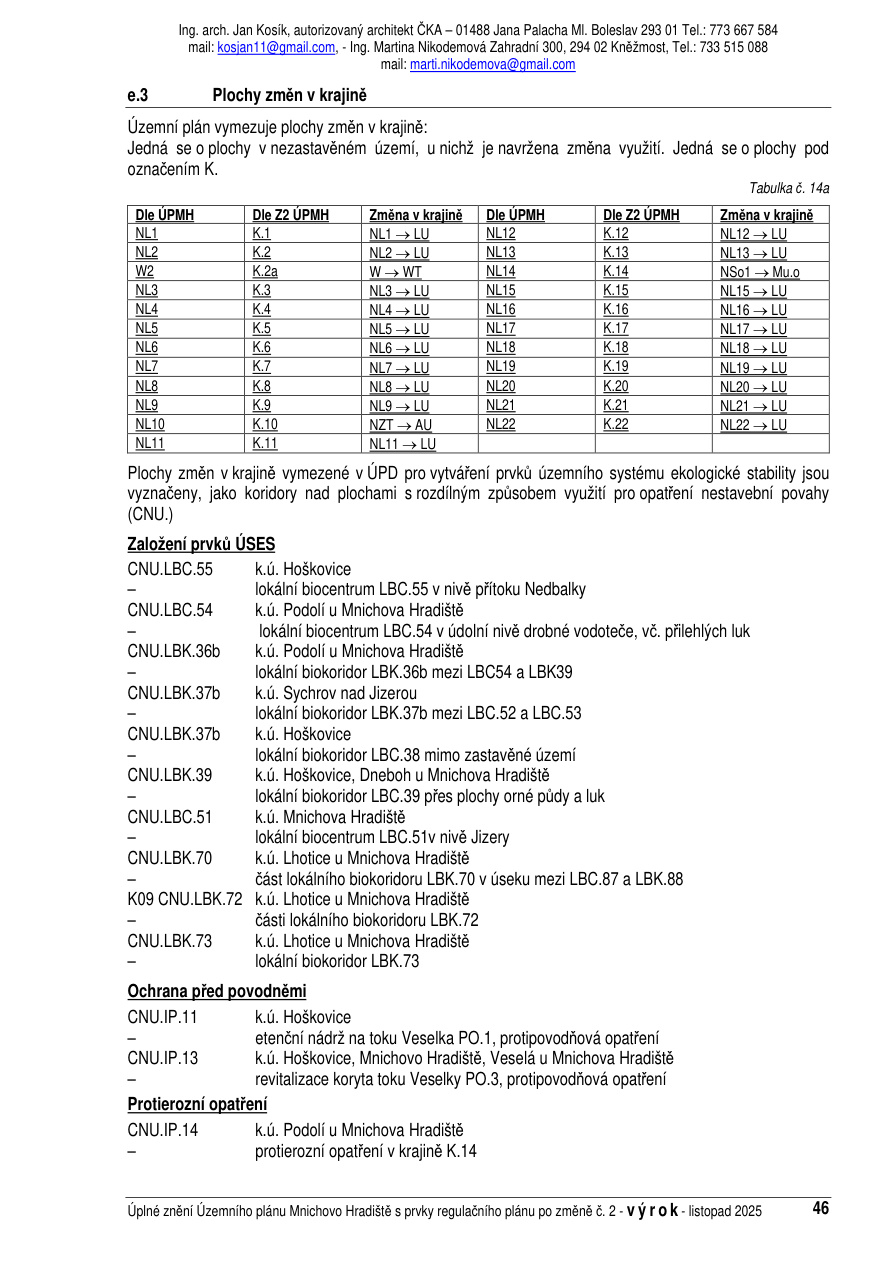 Ing. arch. Jan Kosík, autorizovaný architekt ČKA – 01488 Jana Palacha Ml. Boleslav 293 01 Tel.: 773 667 584
mail: kosjan11@gmail.com, - Ing. Martina Nikodemová Zahradní 300, 294 02 Kněžmost, Tel.: 733 515 088
mail: marti.nikodemova@gmail.com
e.3 Plochy změn v krajině
Územní plán vymezuje plochy změn v krajině:
Jedná se o plochy v nezastavěném území, u nichž je navržena změna využití. Jedná se o plochy pod
označením K.
Tabulka č. 14a
Dle ÚPMH Dle Z2 ÚPMH Změna v krajině Dle ÚPMH Dle Z2 ÚPMH Změna v krajině
NL1 K.1 NL1 → LU NL12 K.12 NL12 → LU
NL2 K.2 NL2 → LU NL13 K.13 NL13 → LU
W2 K.2a W → WT NL14 K.14 NSo1 → Mu.o
NL3 K.3 NL3 → LU NL15 K.15 NL15 → LU
NL4 K.4 NL4 → LU NL16 K.16 NL16 → LU
NL5 K.5 NL5 → LU NL17 K.17 NL17 → LU
NL6 K.6 NL6 → LU NL18 K.18 NL18 → LU
NL7 K.7 NL7 → LU NL19 K.19 NL19 → LU
NL8 K.8 NL8 → LU NL20 K.20 NL20 → LU
NL9 K.9 NL9 → LU NL21 K.21 NL21 → LU
NL10 K.10 NZT → AU NL22 K.22 NL22 → LU
NL11 K.11 NL11 → LU
Plochy změn v krajině vymezené v ÚPD pro vytváření prvků územního systému ekologické stability jsou
vyznačeny, jako koridory nad plochami s rozdílným způsobem využití pro opatření nestavební povahy
(CNU.)
Založení prvků ÚSES
CNU.LBC.55 k.ú. Hoškovice
– lokální biocentrum LBC.55 v nivě přítoku Nedbalky
CNU.LBC.54 k.ú. Podolí u Mnichova Hradiště
– lokální biocentrum LBC.54 v údolní nivě drobné vodoteče, vč. přilehlých luk
CNU.LBK.36b k.ú. Podolí u Mnichova Hradiště
– lokální biokoridor LBK.36b mezi LBC54 a LBK39
CNU.LBK.37b k.ú. Sychrov nad Jizerou
– lokální biokoridor LBK.37b mezi LBC.52 a LBC.53
CNU.LBK.37b k.ú. Hoškovice
– lokální biokoridor LBC.38 mimo zastavěné území
CNU.LBK.39 k.ú. Hoškovice, Dneboh u Mnichova Hradiště
– lokální biokoridor LBC.39 přes plochy orné půdy a luk
CNU.LBC.51 k.ú. Mnichova Hradiště
– lokální biocentrum LBC.51v nivě Jizery
CNU.LBK.70 k.ú. Lhotice u Mnichova Hradiště
– část lokálního biokoridoru LBK.70 v úseku mezi LBC.87 a LBK.88
K09 CNU.LBK.72 k.ú. Lhotice u Mnichova Hradiště
– části lokálního biokoridoru LBK.72
CNU.LBK.73 k.ú. Lhotice u Mnichova Hradiště
– lokální biokoridor LBK.73
Ochrana před povodněmi
CNU.IP.11 k.ú. Hoškovice
– etenční nádrž na toku Veselka PO.1, protipovodňová opatření
CNU.IP.13 k.ú. Hoškovice, Mnichovo Hradiště, Veselá u Mnichova Hradiště
– revitalizace koryta toku Veselky PO.3, protipovodňová opatření
Protierozní opatření
CNU.IP.14 k.ú. Podolí u Mnichova Hradiště
– protierozní opatření v krajině K.14
Úplné znění Územního plánu Mnichovo Hradiště s prvky regulačního plánu po změně č. 2 - v ý r o k - listopad 2025 46